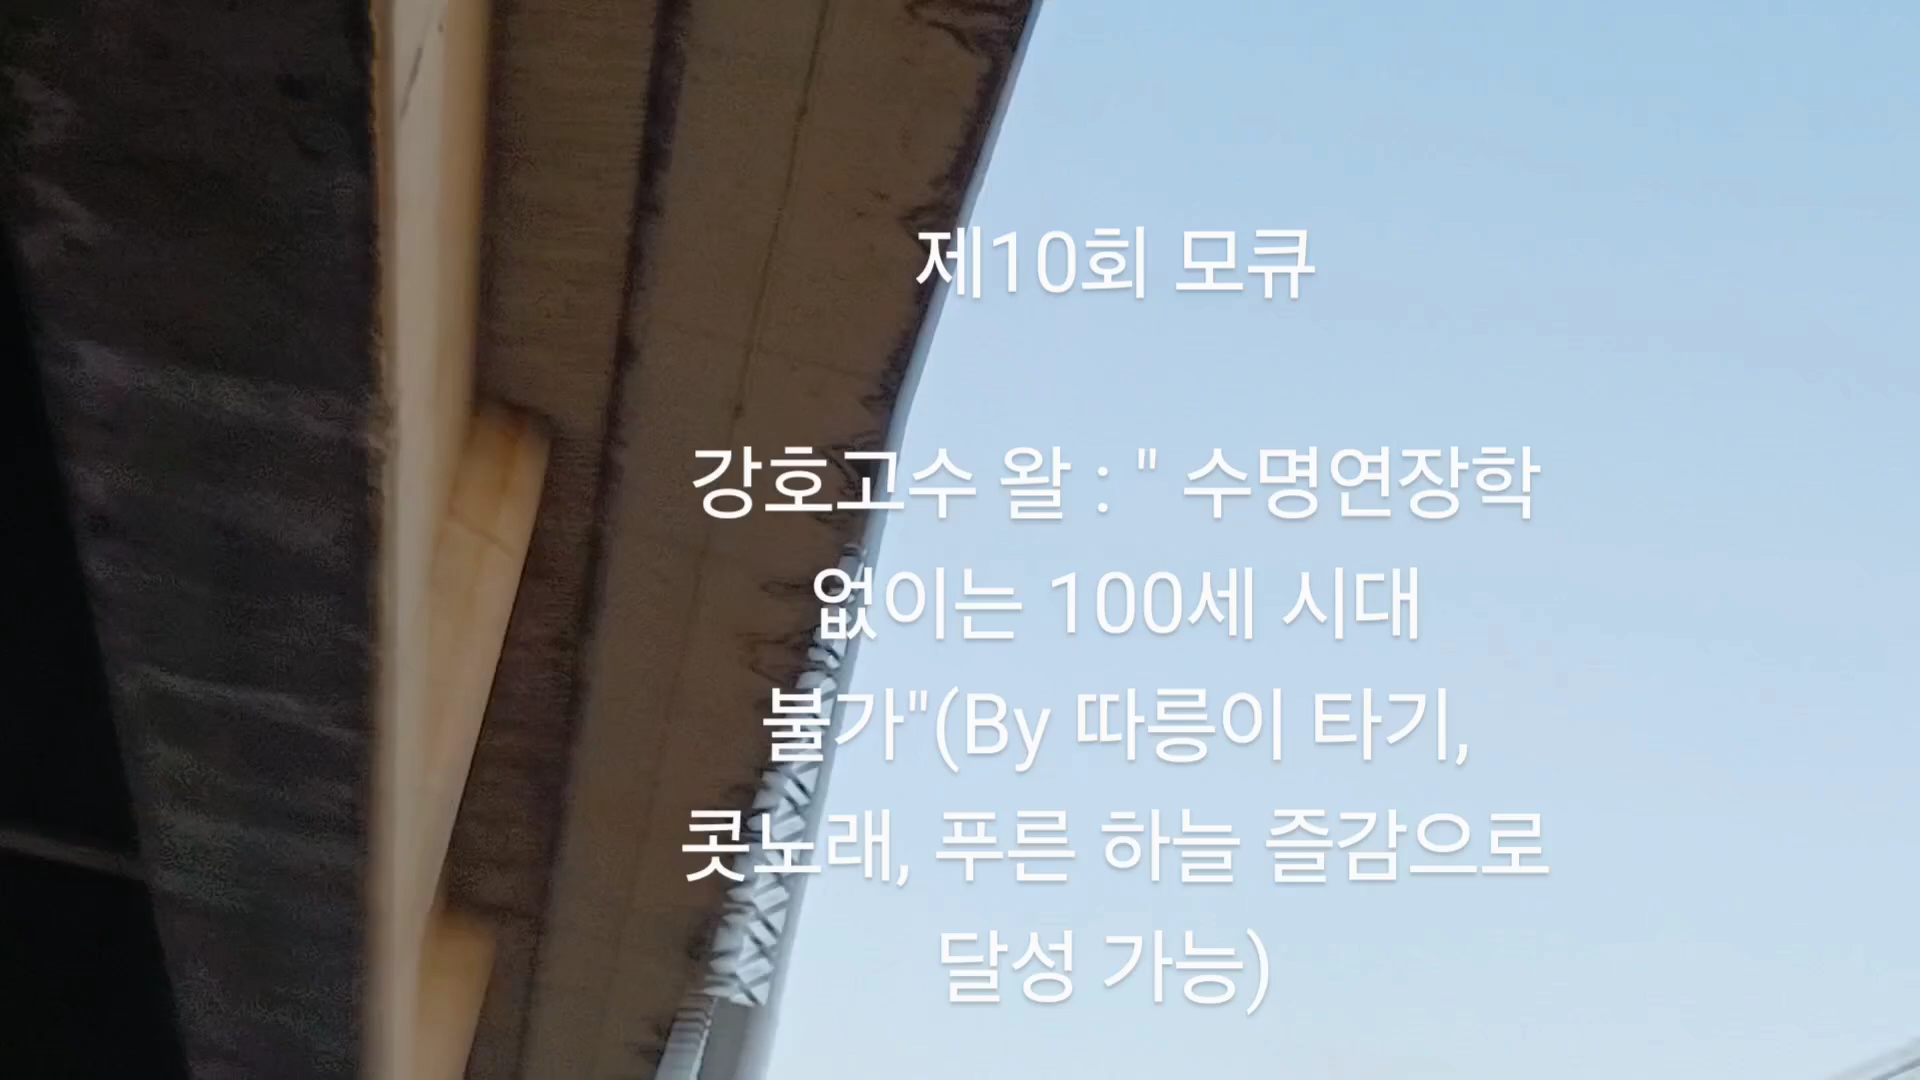 제10회 모큐
강호고수 왈 : " 수명연장학
없이는 100세 시대
불가"(By 따릉이 타기,
콧노래, 푸른 하늘 즐감으로
달성 가능)